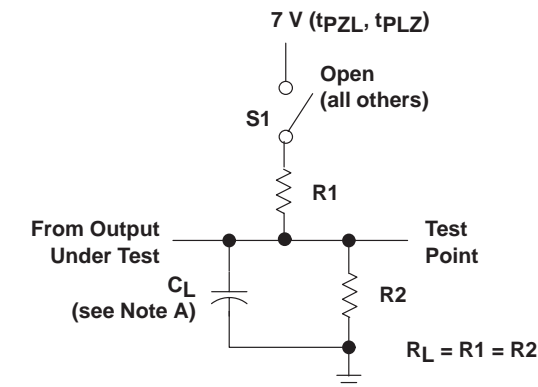 7 V (tPZL, tPLZ)
Open
(all others)
S1
R1
From Output
Under Test
Test
Point
CL
(see Note A)
R2
RL = R1 = R2